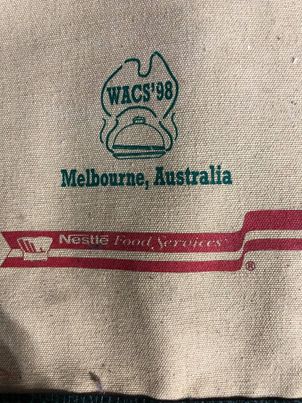 WACS'98
Melbourne, Australia
Nestlé Food Services
®